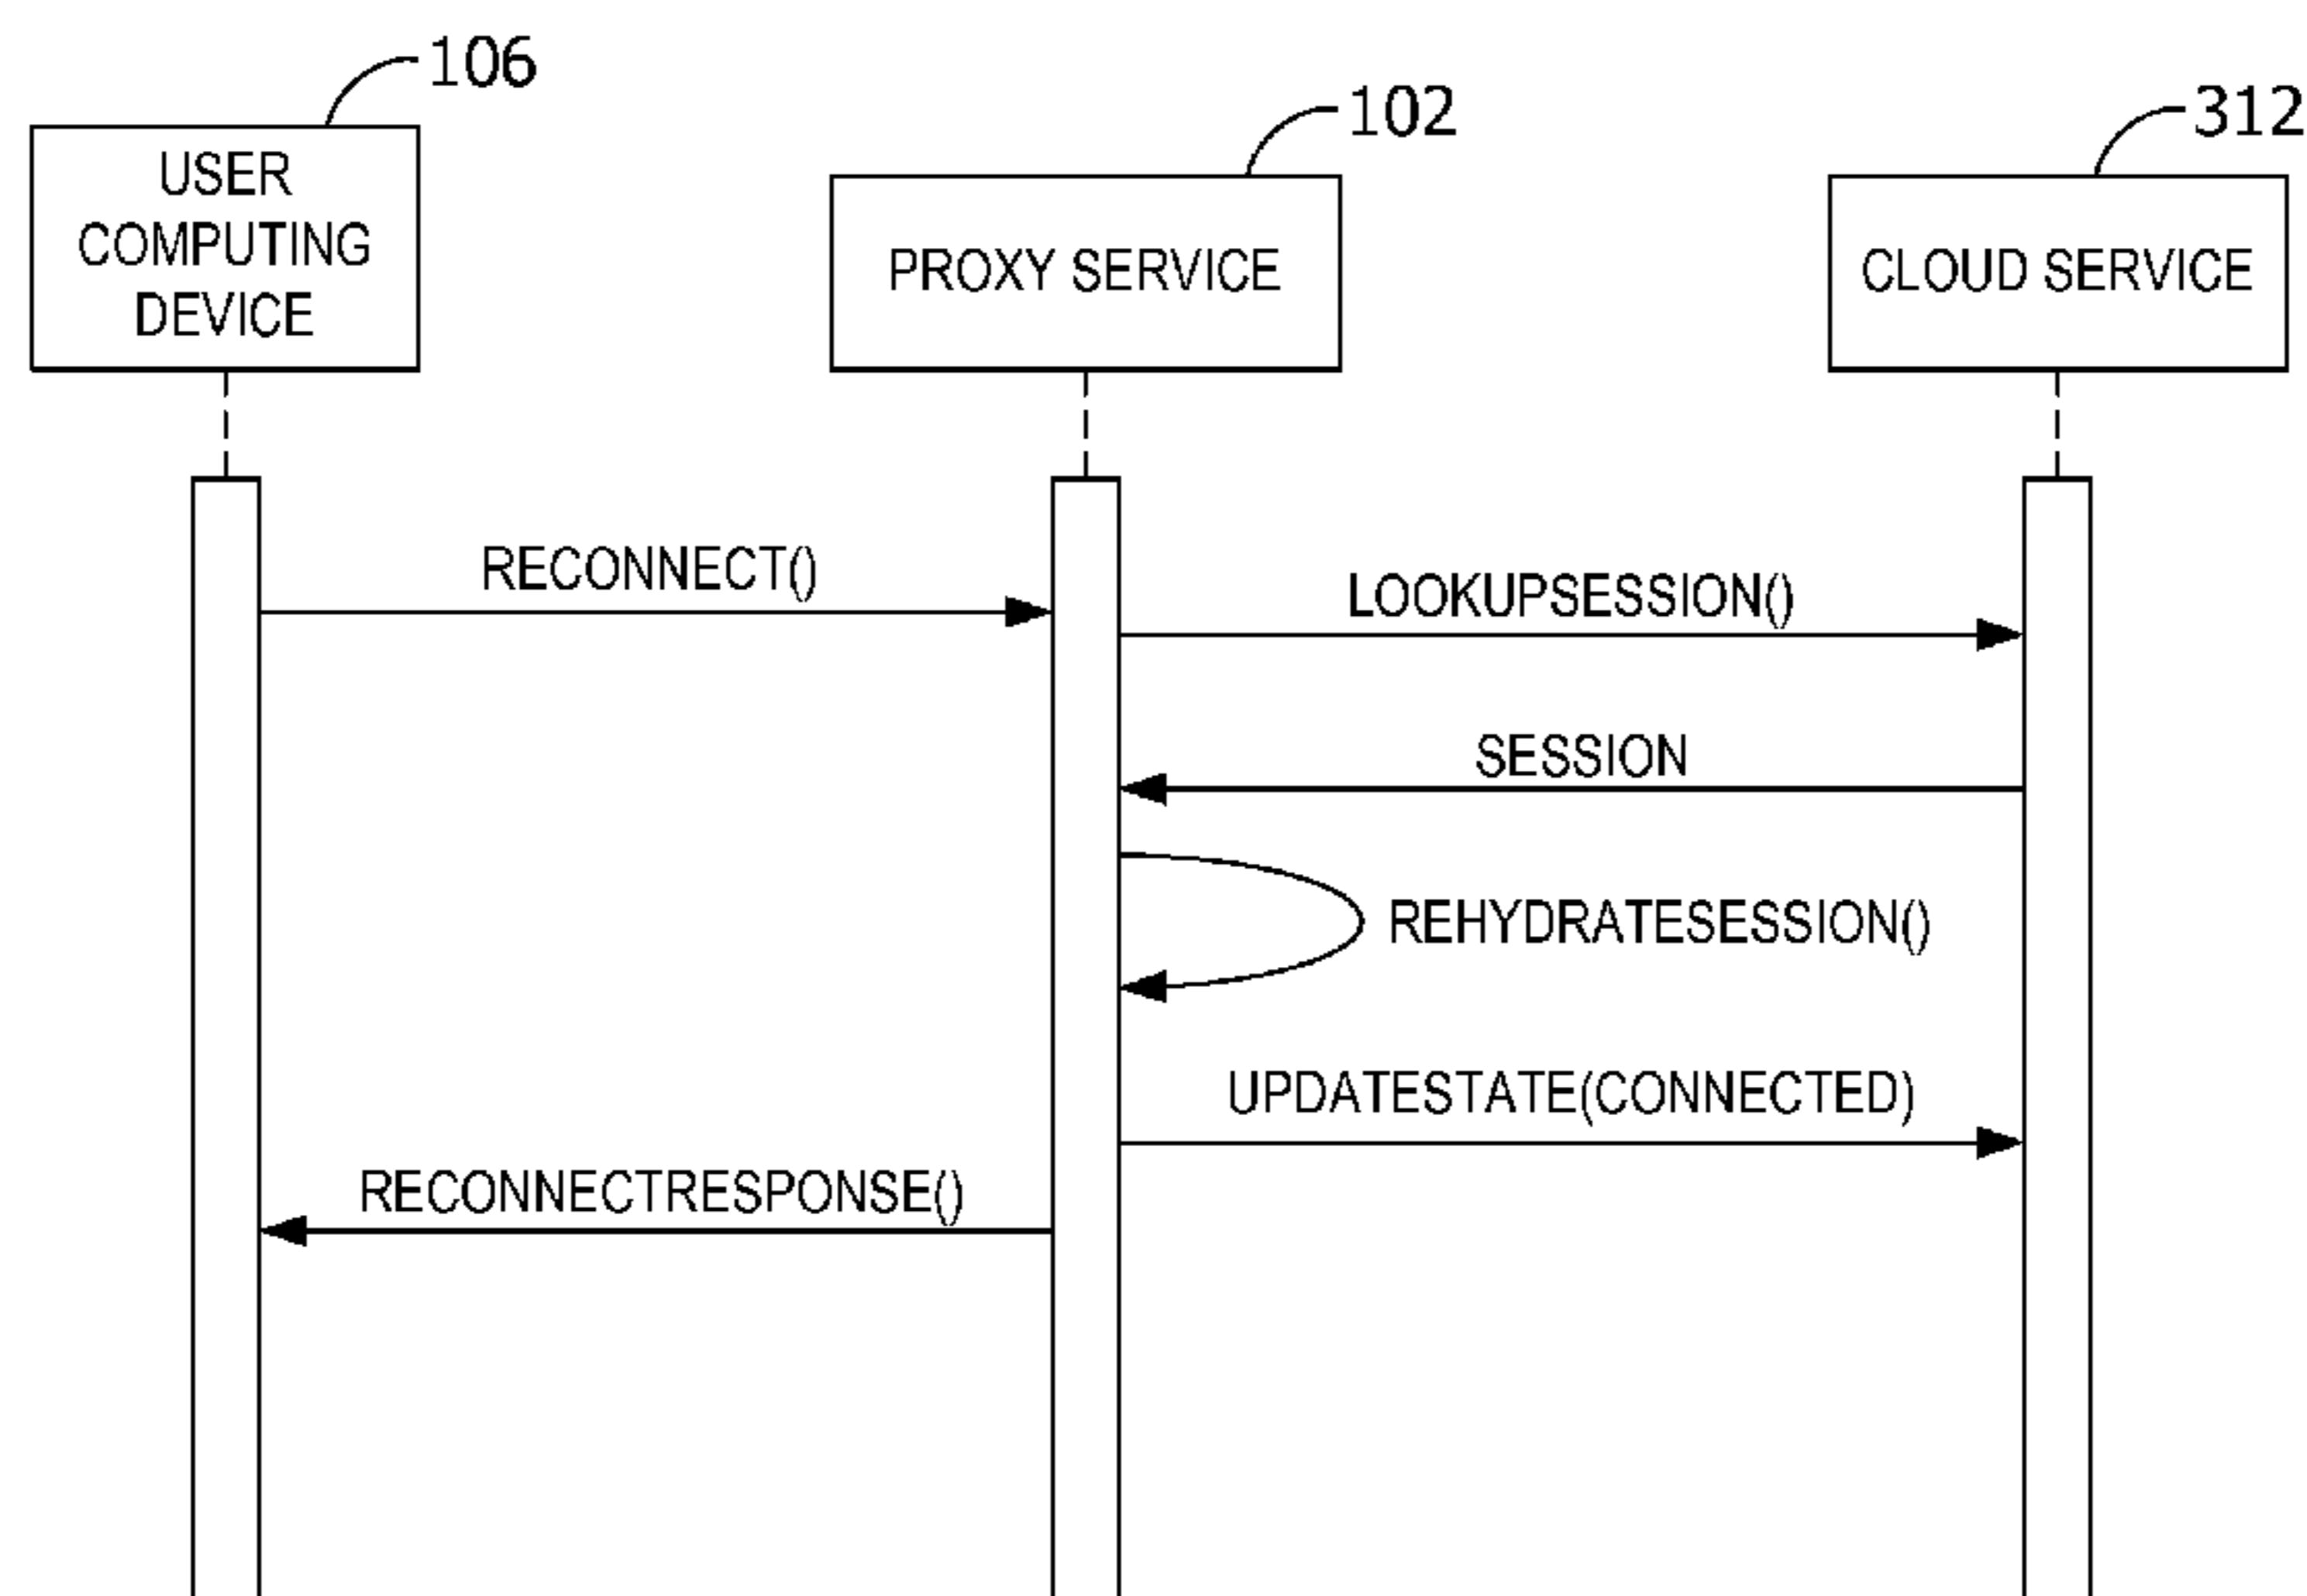 106
102
312
USER
COMPUTING
DEVICE
PROXY SERVICE
CLOUD SERVICE
RECONNECT()
LOOKUPSESSION()
SESSION
REHYDRATESESSION()
UPDATESTATE(CONNECTED)
RECONNECTRESPONSE()